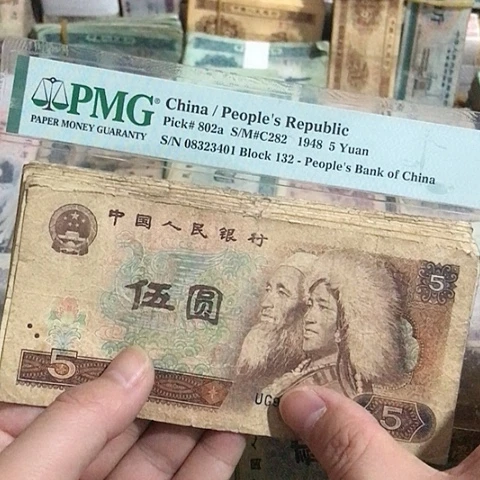 PMG®
PAPER MONEY GUARANTY
China / People's Republic
Pick# 802a S/M#C282 1948 5 Yuan
S/N 08323401 Block 132 - People's Bank of China
中国人民银行
伍圆
5
5
UG
5